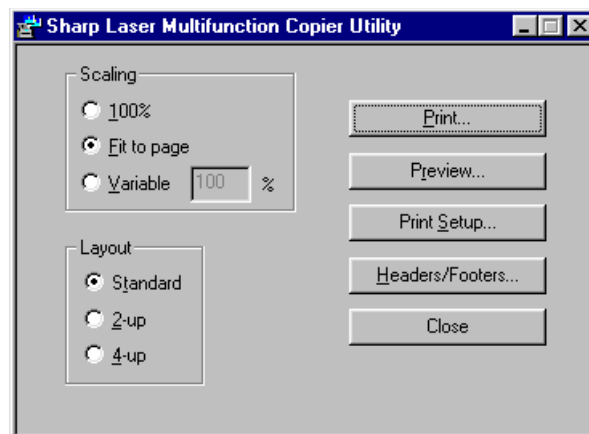 Sharp Laser Multifunction Copier Utility
Scaling
100%
Fit to page
Variable 100 %
Layout
Standard
2-up
4-up
Print...
Preview...
Print Setup...
Headers/Footers...
Close